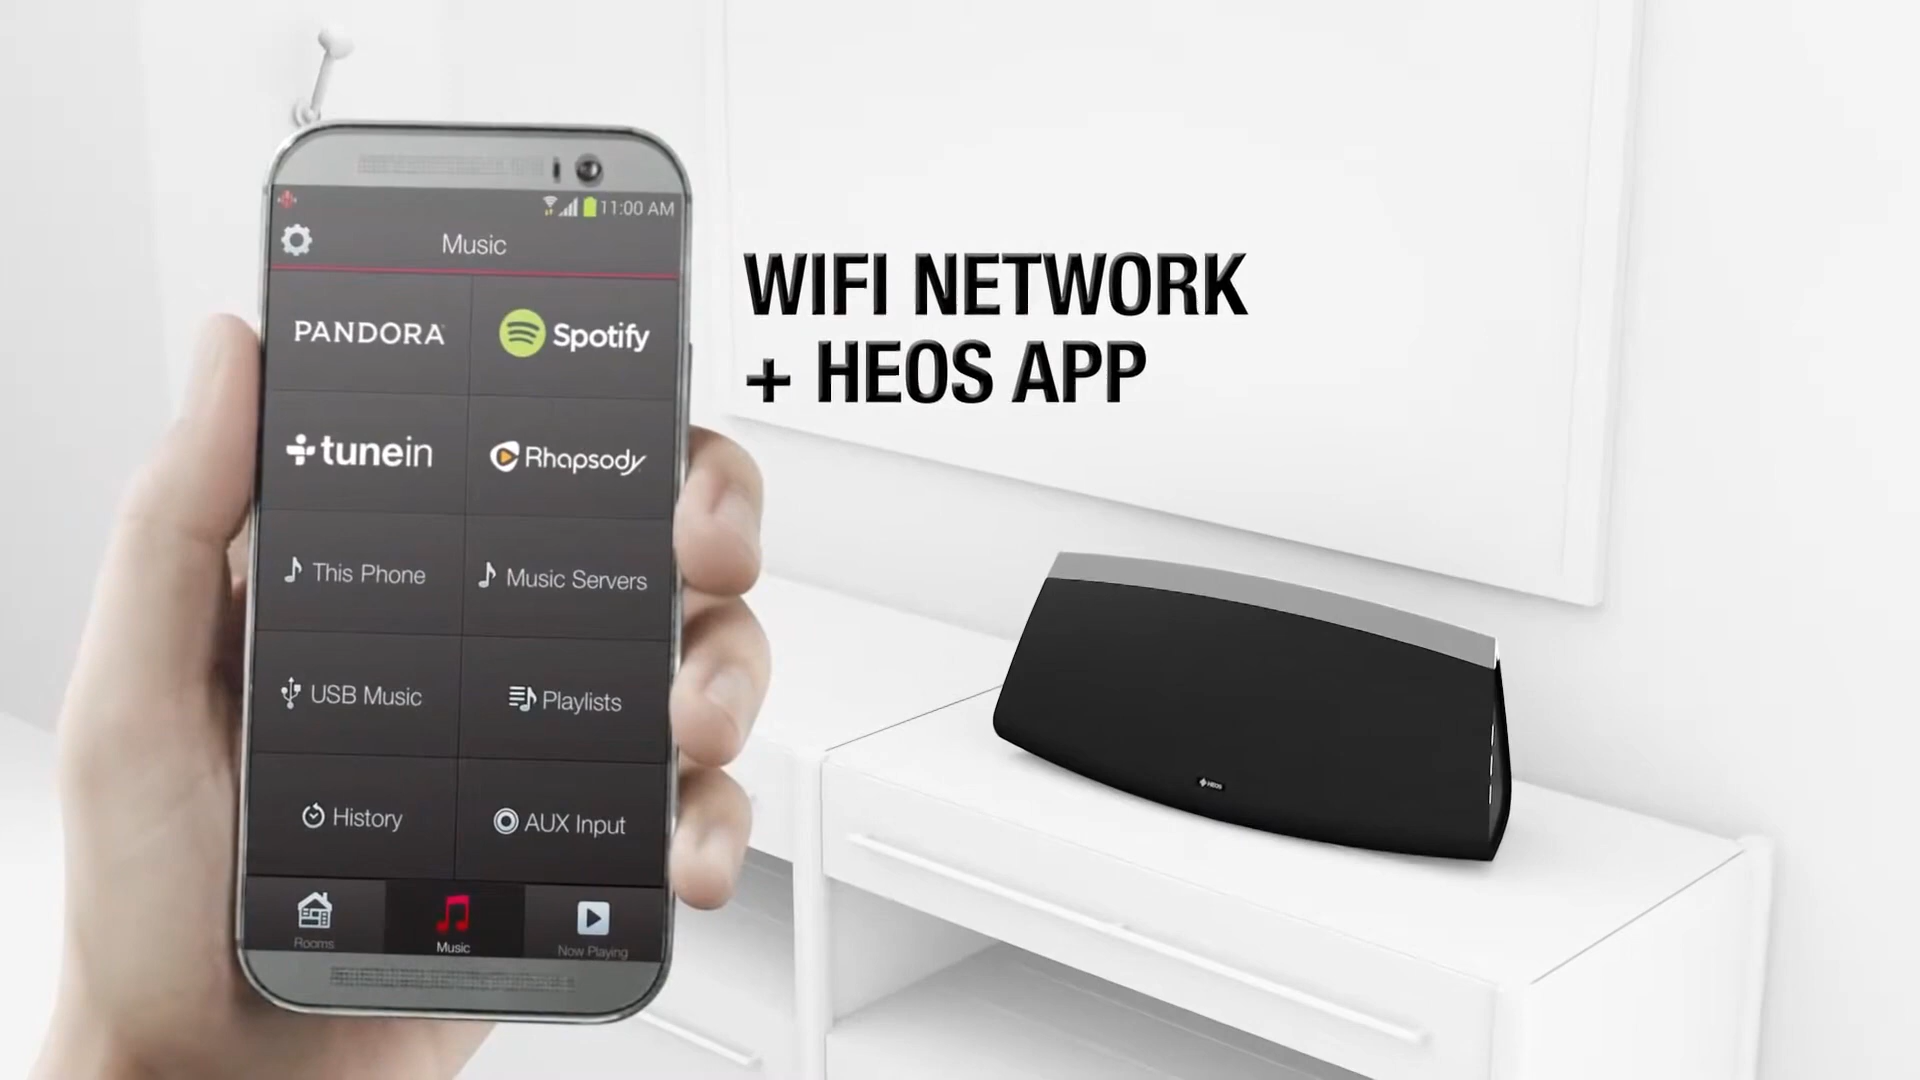 11:00 AM
Music
PANDORA
Spotify
tunein
Rhapsody
This Phone
Music Servers
USB Music
Playlists
History
AUX Input
Rooms
Music
Now Playing
WIFI NETWORK
+ HEOS APP
HEOS